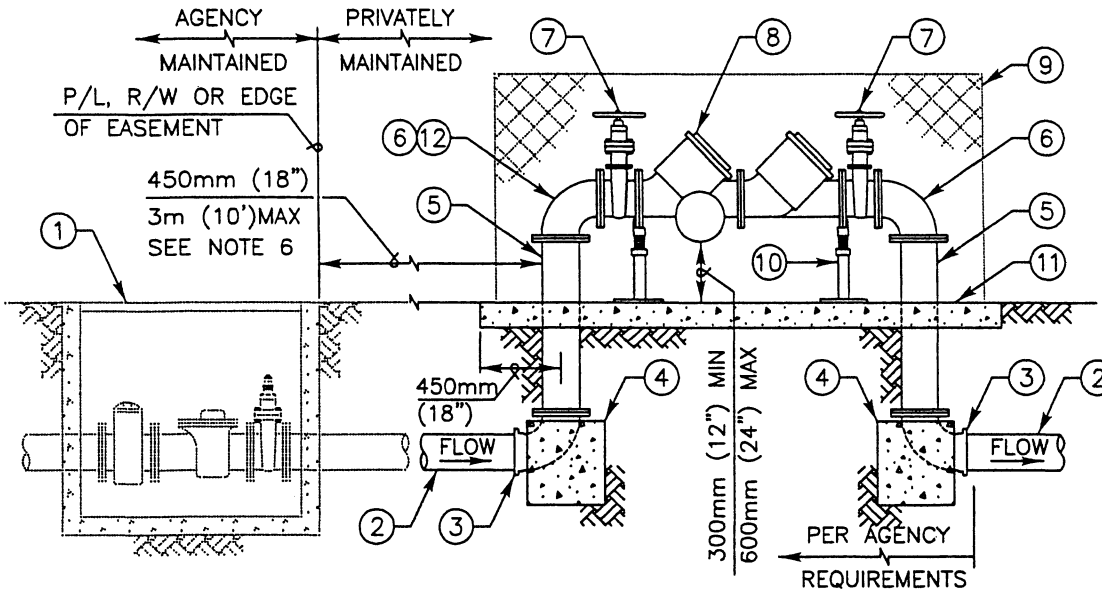 AGENCY
MAINTAINED
PRIVATELY
MAINTAINED
P/L, R/W OR EDGE
OF EASEMENT
450mm (18")
3m (10')MAX
SEE NOTE 6
7
8
7
9
6 12
6
5
5
1
10
11
450mm
(18")
4
4
3
2
FLOW
FLOW
2
3
300mm (12") MIN
600mm (24") MAX
PER AGENCY
REQUIREMENTS